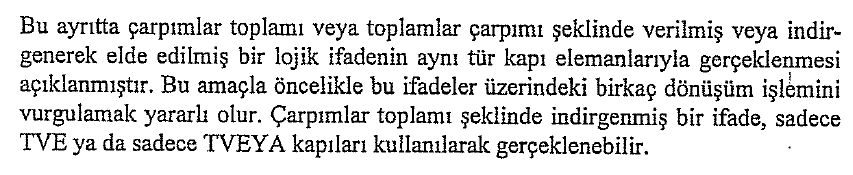 Bu ayrıtta çarpımlar toplamı veya toplamlar çarpımı şeklinde verilmiş veya indir-
generek elde edilmiş bir lojik ifadenin aynı tür kapı elemanlarıyla gerçeklenmesi
açıklanmıştır. Bu amaçla öncelikle bu ifadeler üzerindeki birkaç dönüşüm işlemini
vurgulamak yararlı olur. Çarpımlar toplamı şeklinde indirgenmiş bir ifade, sadece
TVE ya da sadece TVEYA kapıları kullanılarak gerçeklenebilir.